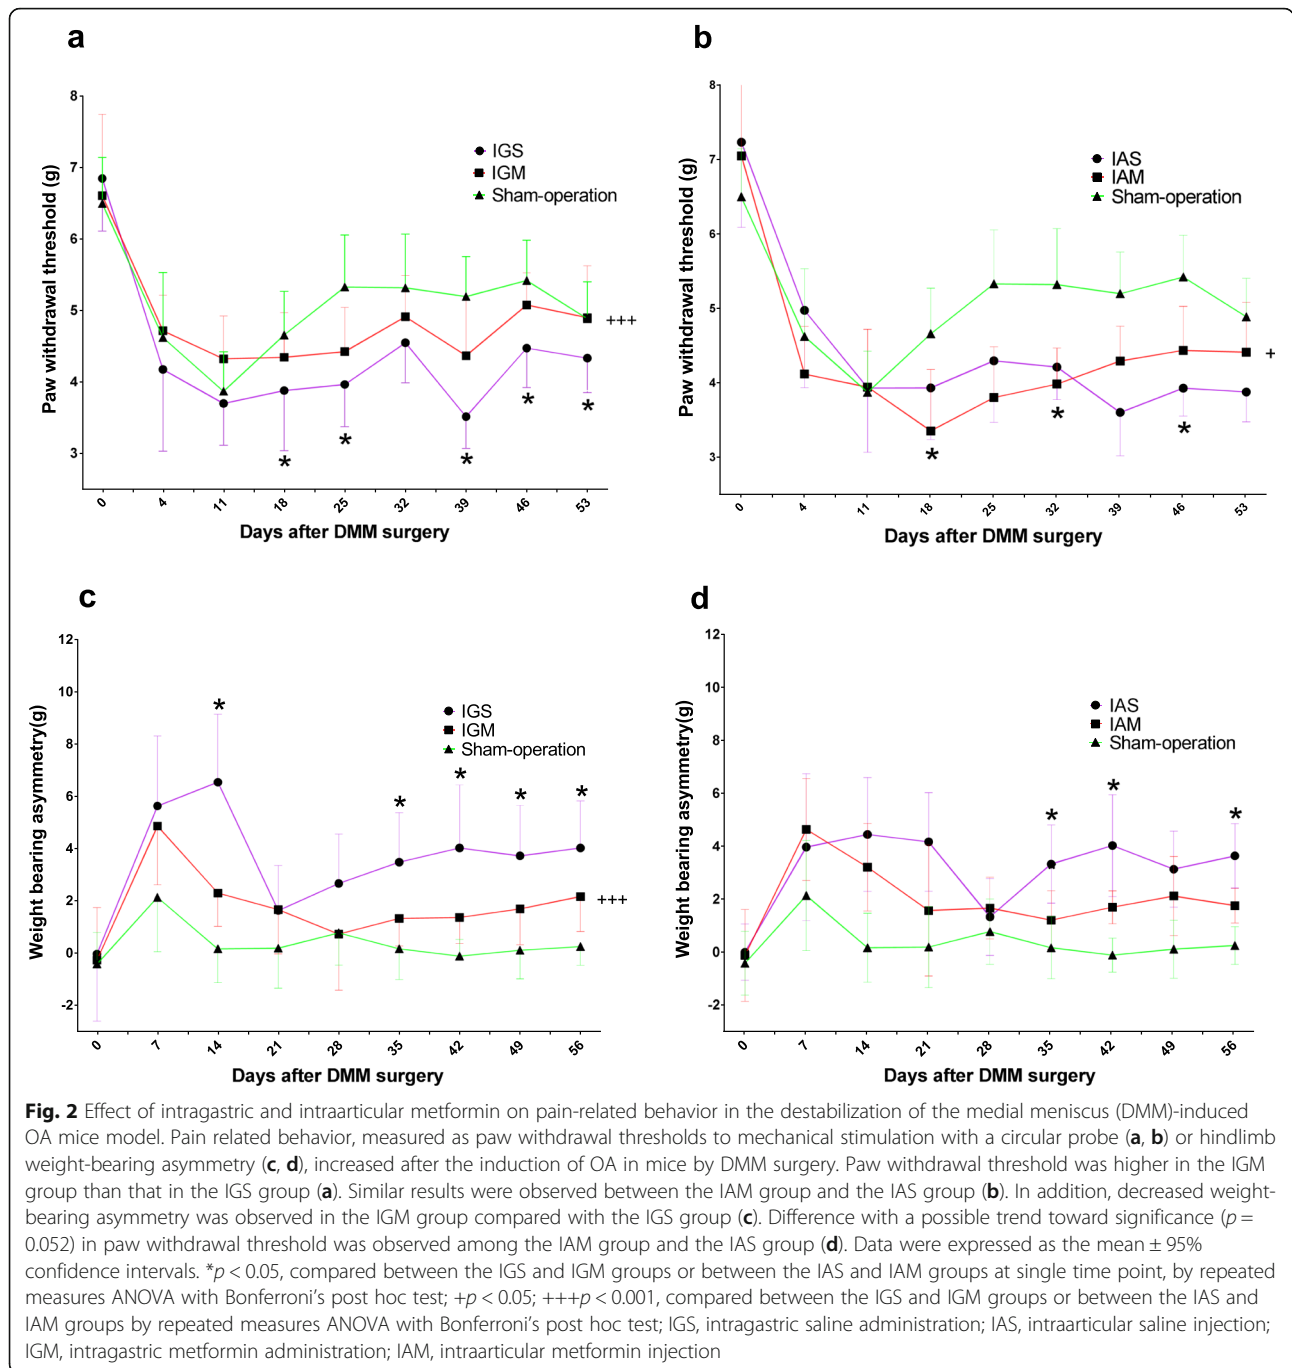 a
8
7
6
5
4
3
Paw withdrawal threshold (g)
IGS
IGM
Sham-operation
+++
* * * * *
0 4 11 18 25 32 39 46 53
Days after DMM surgery
b
8
7
6
5
4
3
Paw withdrawal threshold (g)
IAS
IAM
Sham-operation
+
* * *
0 4 11 18 25 32 39 46 53
Days after DMM surgery
c
12
10
8
6
4
2
0
-2
Weight bearing asymmetry(g)
IGS
IGM
Sham-operation
* * * * *
+++
0 7 14 21 28 35 42 49 56
Days after DMM surgery
d
12
10
8
6
4
2
0
-2
Weight bearing asymmetry(g)
IAS
IAM
Sham-operation
* * *
0 7 14 21 28 35 42 49 56
Days after DMM surgery
Fig. 2 Effect of intragastric and intraarticular metformin on pain-related behavior in the destabilization of the medial meniscus (DMM)-induced
OA mice model. Pain related behavior, measured as paw withdrawal thresholds to mechanical stimulation with a circular probe (a, b) or hindlimb
weight-bearing asymmetry (c, d), increased after the induction of OA in mice by DMM surgery. Paw withdrawal threshold was higher in the IGM
group than that in the IGS group (a). Similar results were observed between the IAM group and the IAS group (b). In addition, decreased weight-
bearing asymmetry was observed in the IGM group compared with the IGS group (c). Difference with a possible trend toward significance (p =
0.052) in paw withdrawal threshold was observed among the IAM group and the IAS group (d). Data were expressed as the mean ± 95%
confidence intervals. *p < 0.05, compared between the IGS and IGM groups or between the IAS and IAM groups at single time point, by repeated
measures ANOVA with Bonferroni's post hoc test; +p < 0.05; +++p < 0.001, compared between the IGS and IGM groups or between the IAS and
IAM groups by repeated measures ANOVA with Bonferroni's post hoc test; IGS, intragastric saline administration; IAS, intraarticular saline injection;
IGM, intragastric metformin administration; IAM, intraarticular metformin injection